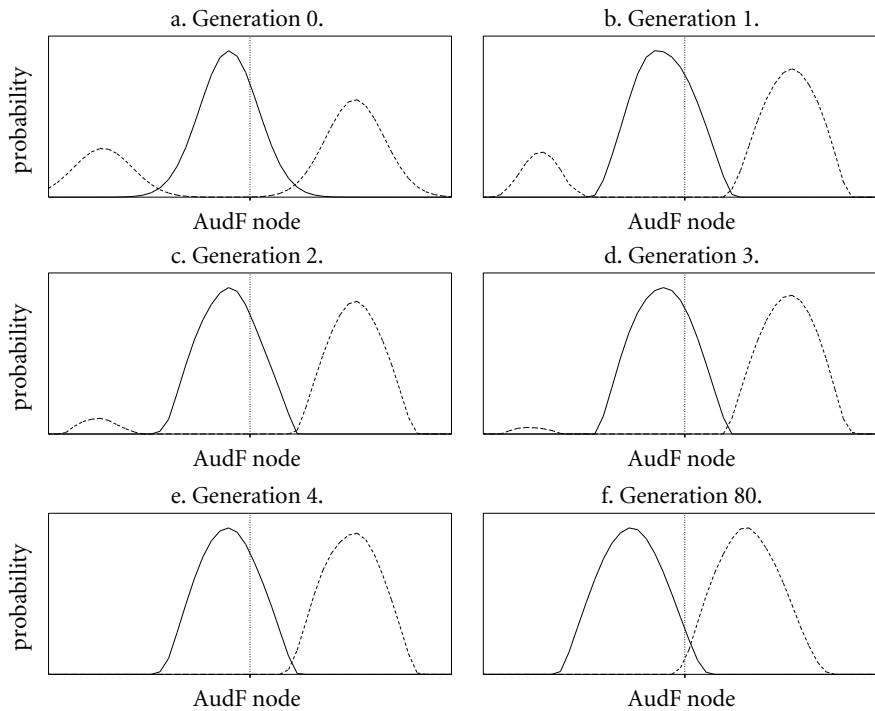 a. Generation 0.
b. Generation 1.
probability
AudF node
AudF node
c. Generation 2.
d. Generation 3.
probability
AudF node
AudF node
e. Generation 4.
f. Generation 80.
probability
AudF node
AudF node